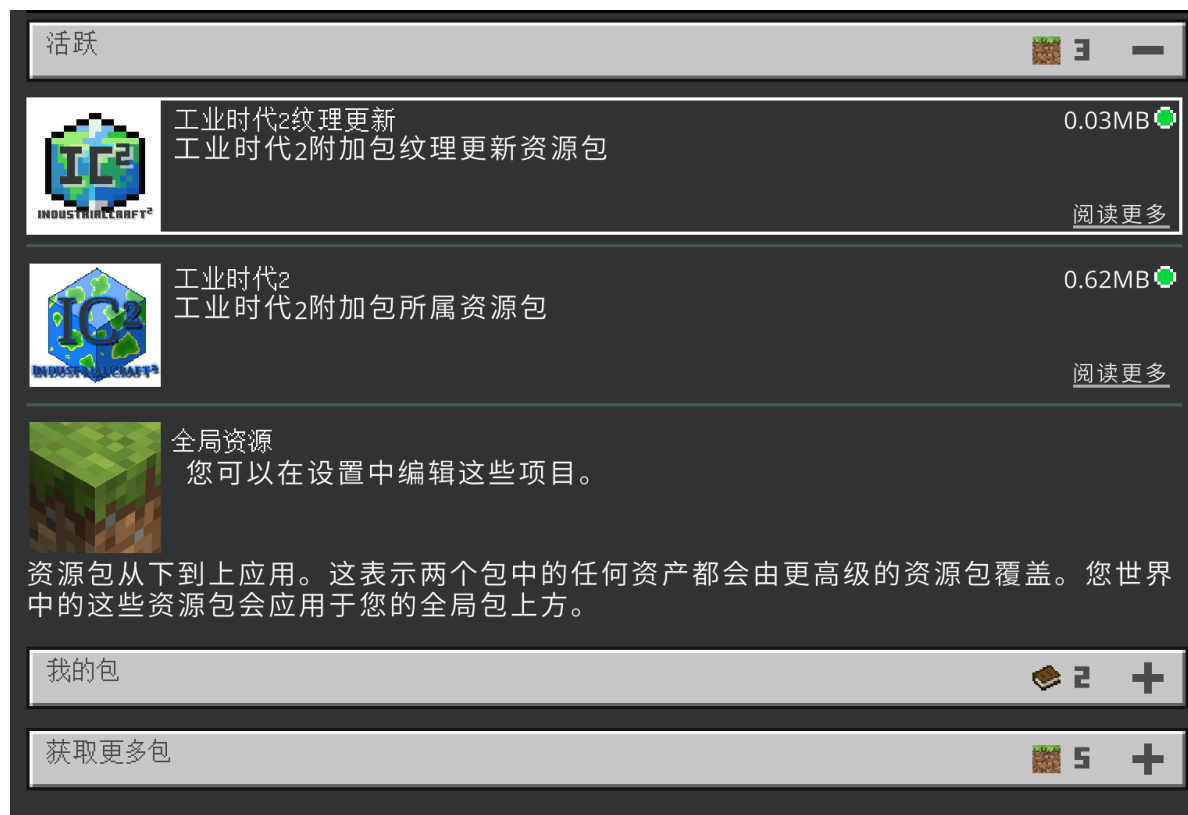 活跃
3
工业时代2纹理更新
0.03MB
工业时代2附加包纹理更新资源包
IC²
INDUSTRIALCRAFT²
阅读更多
工业时代2
0.62MB
工业时代2附加包所属资源包
IC²
INDUSTRIALCRAFT²
阅读更多
全局资源
您可以在设置中编辑这些项目。
资源包从下到上应用。这表示两个包中的任何资产都会由更高级的资源包覆盖。您世界
中的这些资源包会应用于您的全局包上方。
我的包
2
获取更多包
5